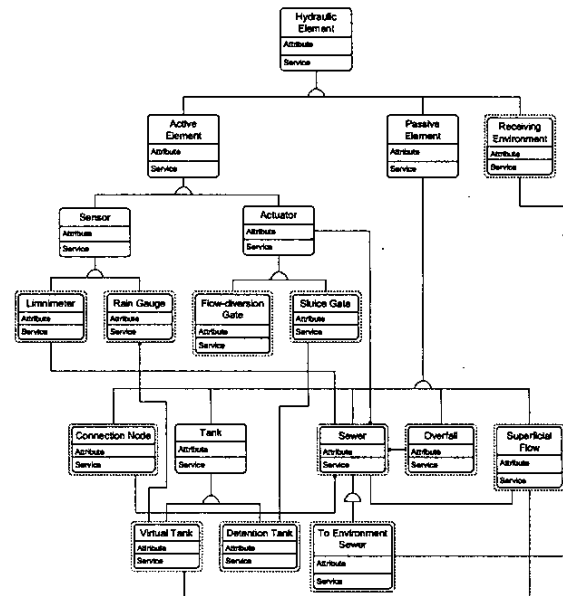 Hydraulic
Element
Attribute
Service
Active
Element
Attribute
Service
Passive
Element
Attribute
Service
Receiving
Environment
Attribute
Service
Sensor
Attribute
Service
Actuator
Attribute
Service
Limnimeter
Attribute
Service
Rain Gauge
Attribute
Service
Flow-diversion
Gate
Attribute
Service
Sluice Gate
Attribute
Service
Connection Node
Attribute
Service
Tank
Attribute
Service
Sewer
Attribute
Service
Overfall
Attribute
Service
Superficial
Flow
Attribute
Service
Virtual Tank
Attribute
Service
Detention Tank
Attribute
Service
To Environment
Sewer
Attribute
Service